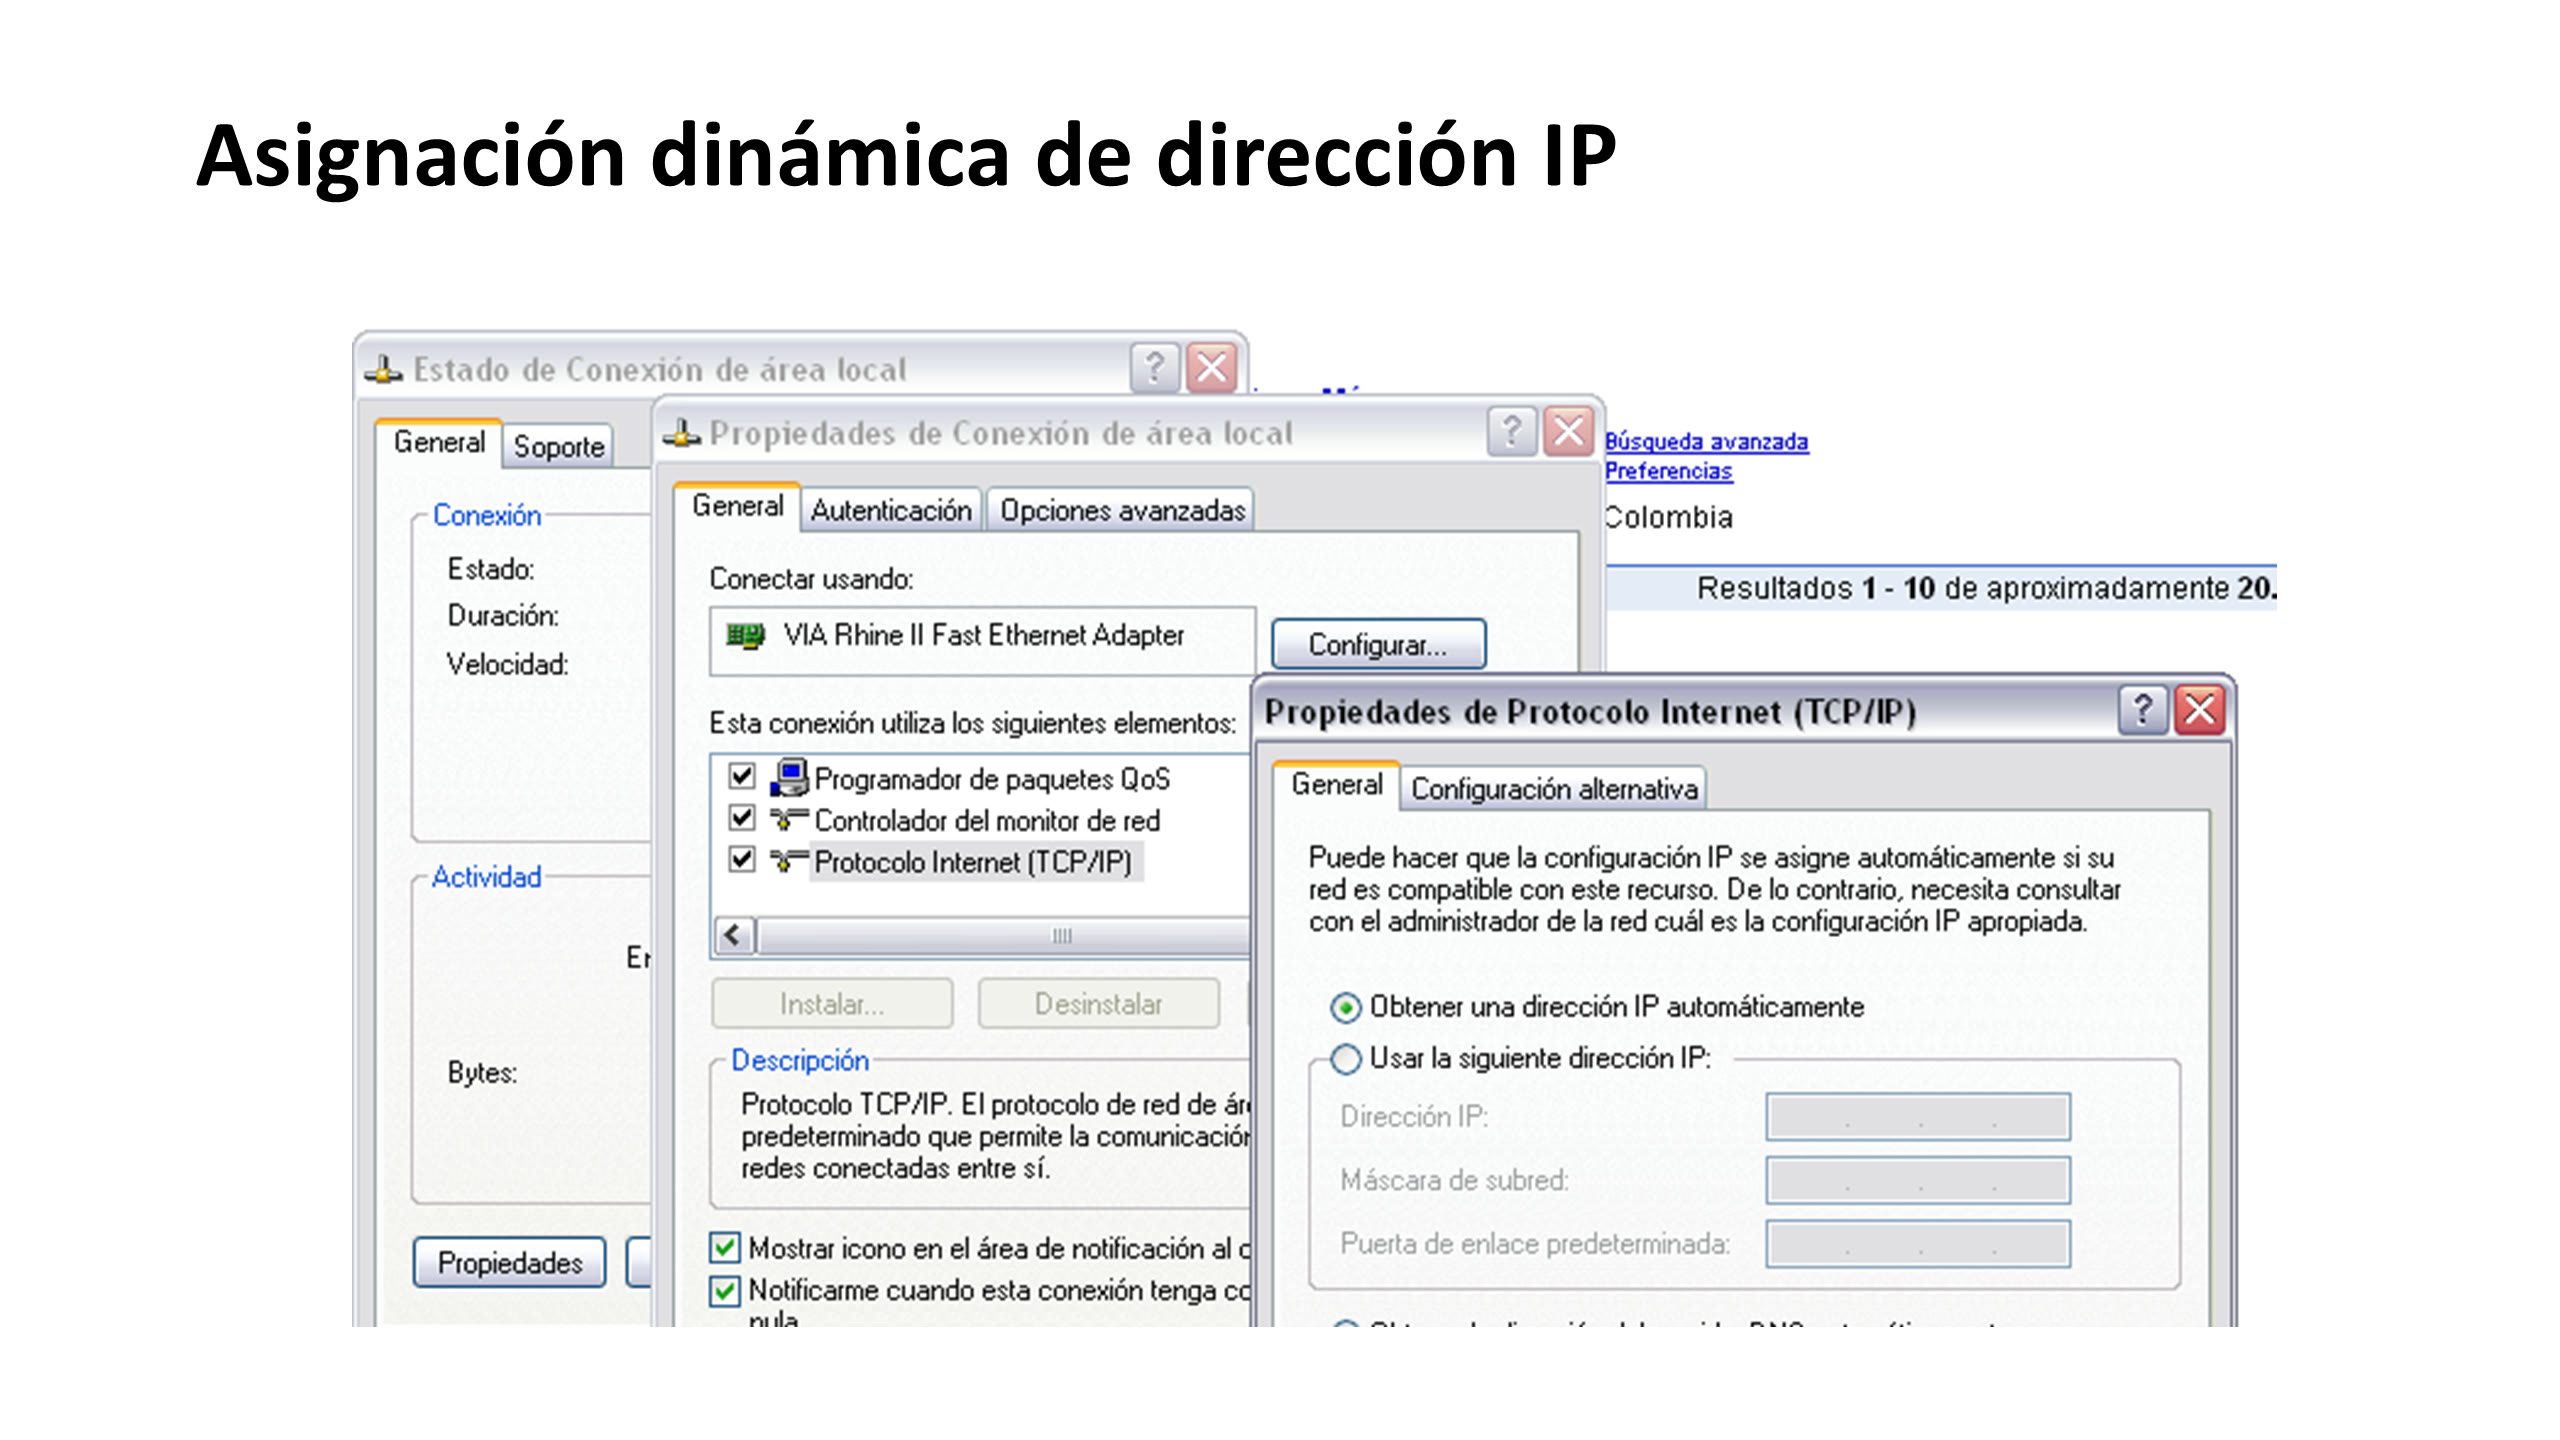 Asignación dinámica de dirección IP
Estado de Conexión de área local
General
Soporte
Conexión
Estado:
Duración:
Velocidad:
Actividad
Bytes:
Propiedades
Propiedades de Conexión de área local
General
Autenticación
Opciones avanzadas
Conectar usando:
VIA Rhine II Fast Ethernet Adapter
Configurar...
Esta conexión utiliza los siguientes elementos:
Programador de paquetes QoS
Controlador del monitor de red
Protocolo Internet (TCP/IP)
Instalar...
Desinstalar
Descripción
Protocolo TCP/IP. El protocolo de red de
predeterminado que permite la comunicación
redes conectadas entre sí.
Mostrar icono en el área de notificación al
Notificarme cuando esta conexión tenga
nula
Búsqueda avanzada
Preferencias
Colombia
Resultados 1 - 10 de aproximadamente 20.
Propiedades de Protocolo Internet (TCP/IP)
General
Configuración alternativa
Puede hacer que la configuración IP se asigne automáticamente si su
red es compatible con este recurso. De lo contrario, necesita consultar
con el administrador de la red cuál es la configuración IP apropiada.
Obtener una dirección IP automáticamente
Usar la siguiente dirección IP:
Dirección IP:
Máscara de subred:
Puerta de enlace predeterminada: